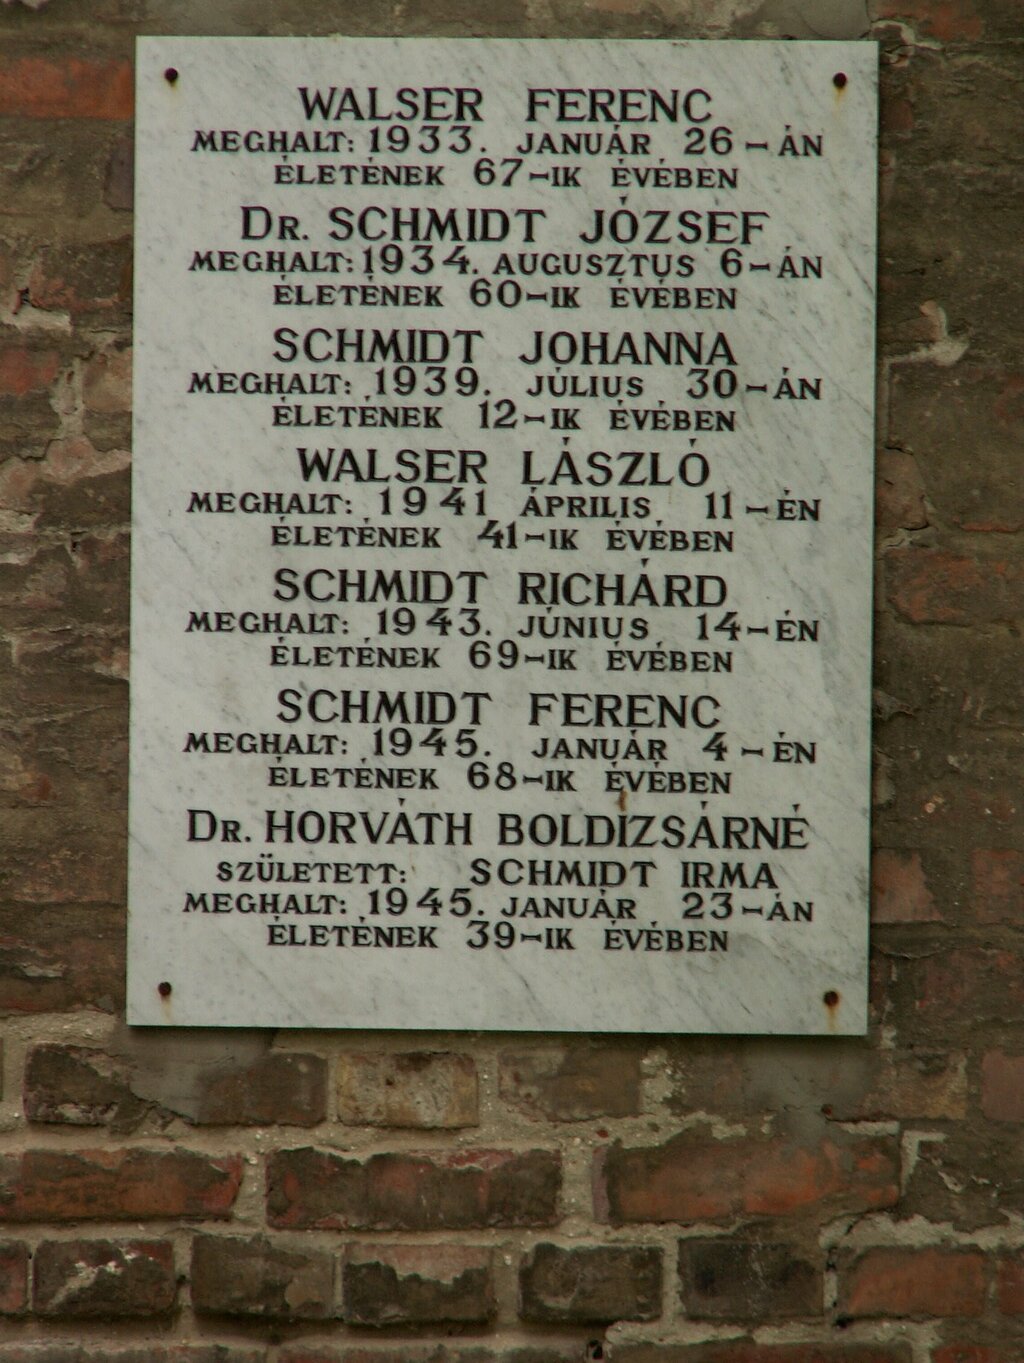 WALSER FERENC
MEGHALT: 1933. JANUÁR 26-ÁN
ÉLETÉNEK 67-IK ÉVÉBEN
DR. SCHMIDT JÓZSEF
MEGHALT: 1934. AUGUSZTUS 6-ÁN
ÉLETÉNEK 60-IK ÉVÉBEN
SCHMIDT JOHANNA
MEGHALT: 1939. JÚLIUS 30-ÁN
ÉLETÉNEK 12-IK ÉVÉBEN
WALSER LÁSZLÓ
MEGHALT: 1941 ÁPRILIS 11-ÉN
ÉLETÉNEK 41-IK ÉVÉBEN
SCHMIDT RICHÁRD
MEGHALT: 1943. JÚNIUS 14-ÉN
ÉLETÉNEK 69-IK ÉVÉBEN
SCHMIDT FERENC
MEGHALT: 1945. JANUÁR 4-ÉN
ÉLETÉNEK 68-IK ÉVÉBEN
DR. HORVÁTH BOLDIZSÁRNÉ
SZÜLETETT: SCHMIDT IRMA
MEGHALT: 1945. JANUÁR 23-ÁN
ÉLETÉNEK 39-IK ÉVÉBEN